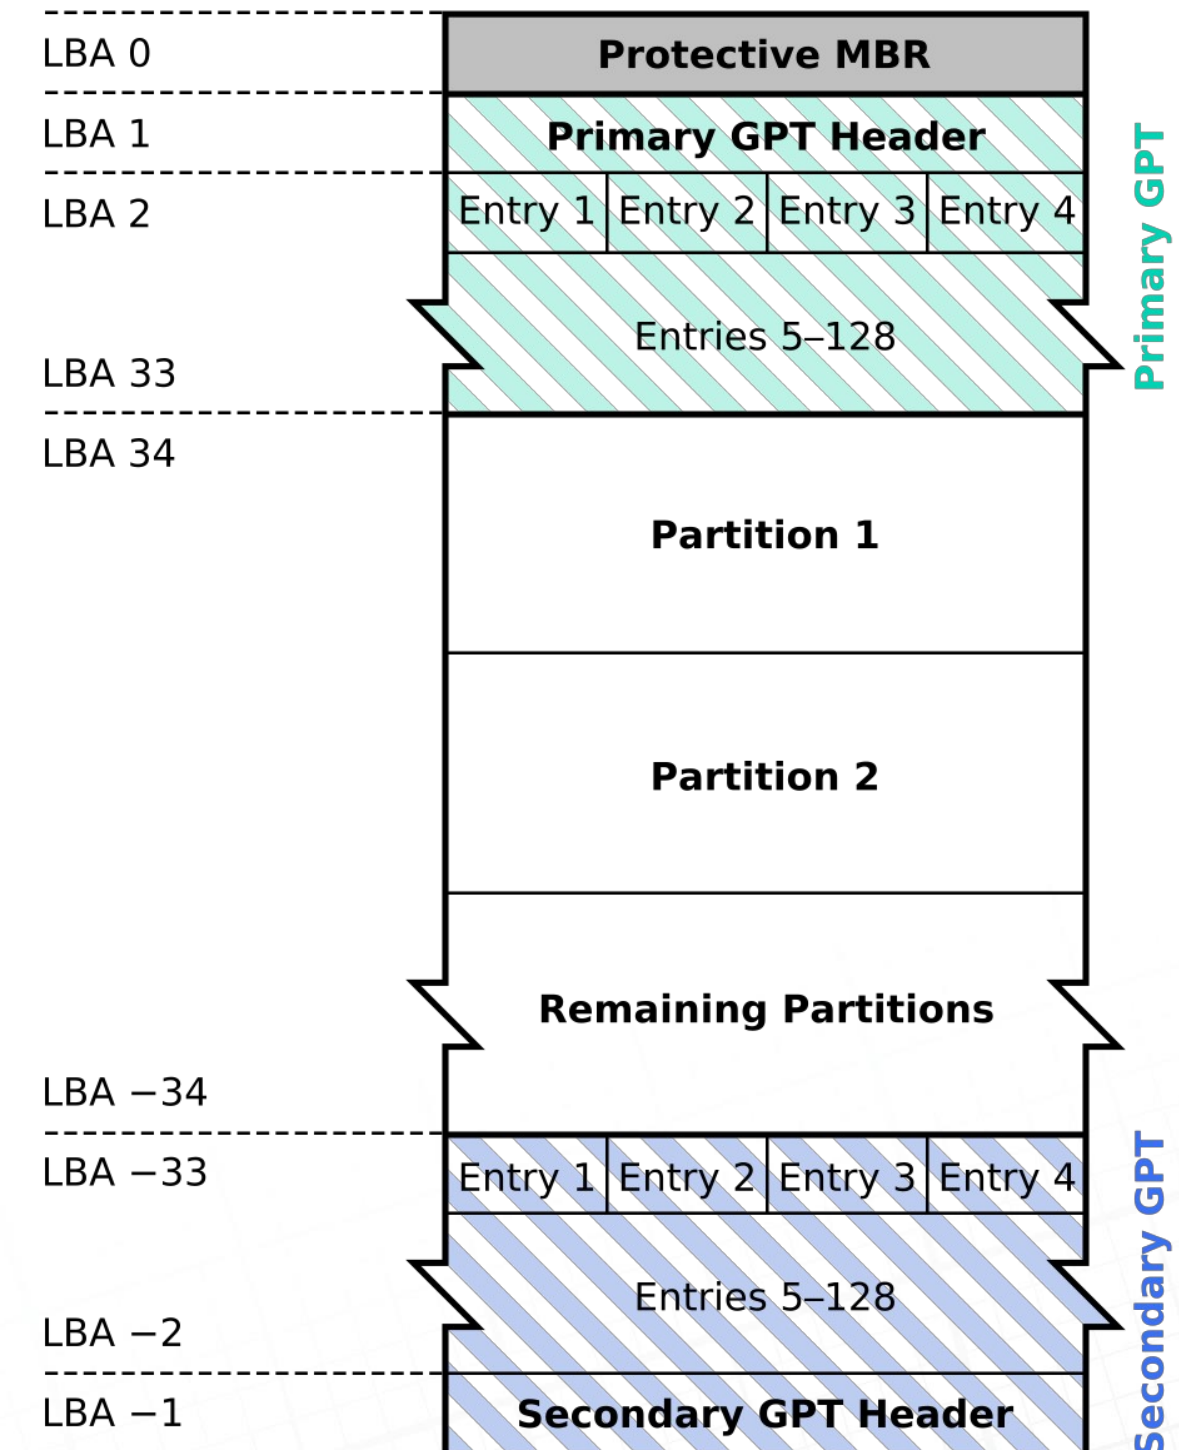 LBA 0
Protective MBR
LBA 1
Primary GPT Header
LBA 2
Entry 1
Entry 2
Entry 3
Entry 4
Entries 5–128
LBA 33
Primary GPT
LBA 34
Partition 1
Partition 2
Remaining Partitions
LBA −34
LBA −33
Entry 1
Entry 2
Entry 3
Entry 4
Entries 5–128
LBA −2
LBA −1
Secondary GPT Header
Secondary GPT